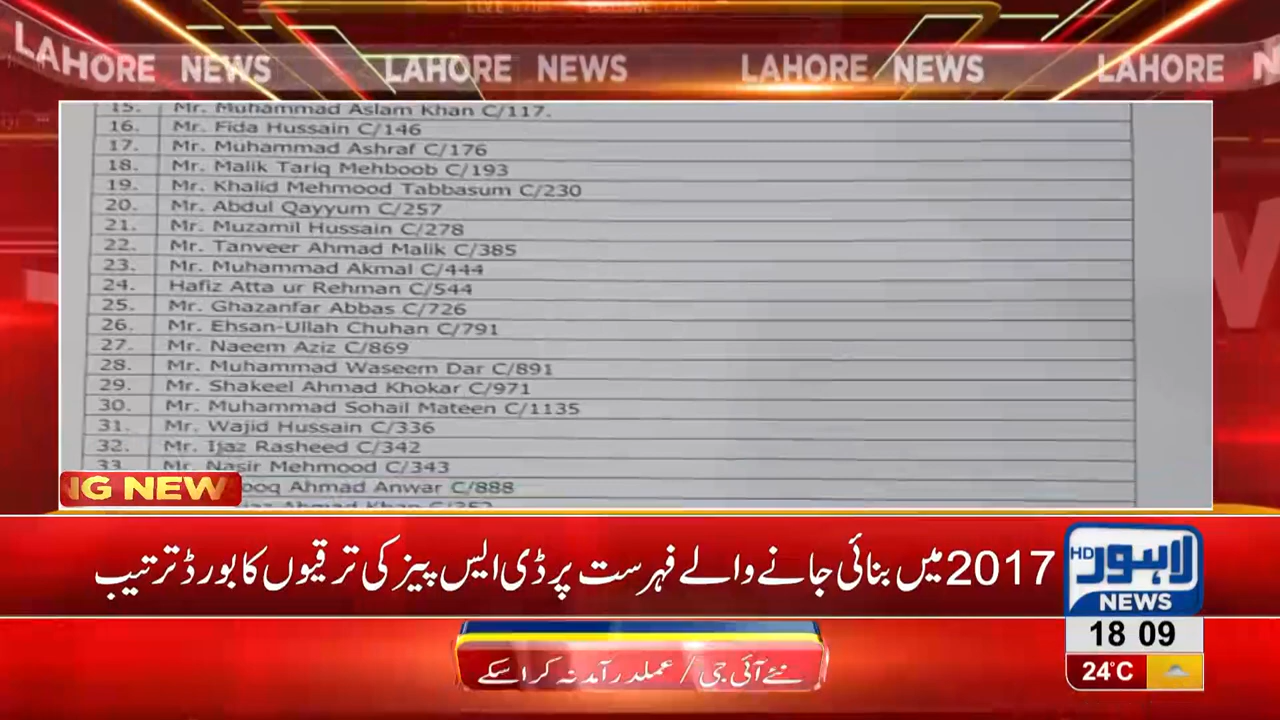 LAHORE NEWS LAHORE NEWS LAHORE NEWS LAHORE N
15. Mr. Muhammad Aslam Khan C/117.
16. Mr. Fida Hussain C/146
17. Mr. Muhammad Ashraf C/176
18. Mr. Malik Tariq Mehboob C/193
19. Mr. Khalid Mehmood Tabbasum C/230
20. Mr. Abdul Qayyum C/257
21. Mr. Muzamil Hussain C/278
22. Mr. Tanveer Ahmad Malik C/385
23. Mr. Muhammad Akmal C/444
24. Hafiz Atta ur Rehman C/544
25. Mr. Ghazanfar Abbas C/726
26. Mr. Ehsan-Ullah Chuhan C/791
27. Mr. Naeem Aziz C/869
28. Mr. Muhammad Waseem Dar C/891
29. Mr. Shakeel Ahmad Khokar C/971
30. Mr. Muhammad Sohail Mateen C/1135
31. Mr. Wajid Hussain C/336
32. Mr. Ijaz Rasheed C/342
33. Mr. Nasir Mehmood C/343
NG NEW
Ahmad Anwar C/888
Ahmad Khan C/352
2017 میں بنائی جانے والے فہرست پر ڈی ایس پیز کی ترقیوں کا بورڈ ترتیب
لاہور HD
NEWS
18 09
24°C
نئے آئی جی / عملدرآمد نہ کرا سکے